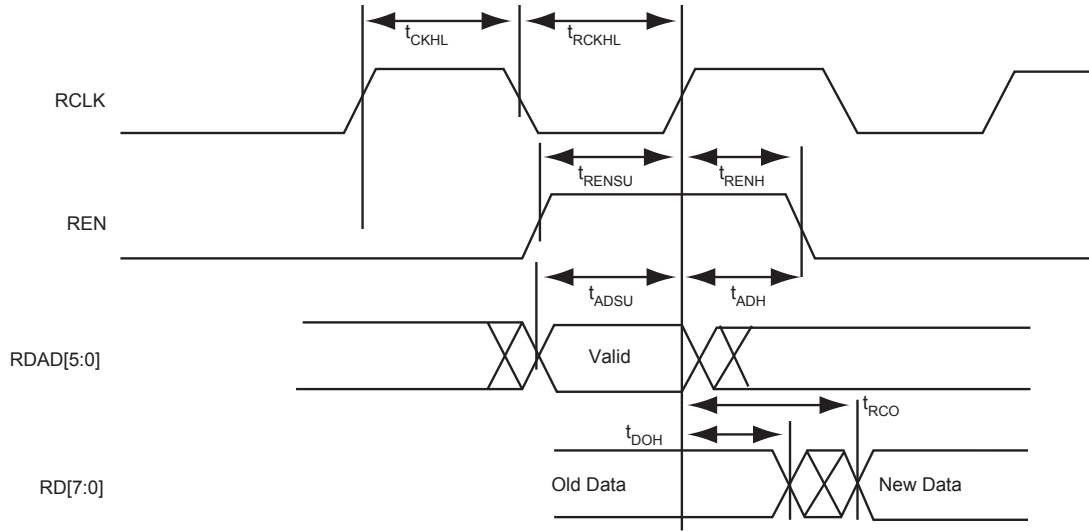 tCKHL tRCKHL
RCLK
tRENSU tRENH
REN
tADSU tADH
RDAD[5:0] Valid
tRCO
tDOH
RD[7:0] Old Data New Data